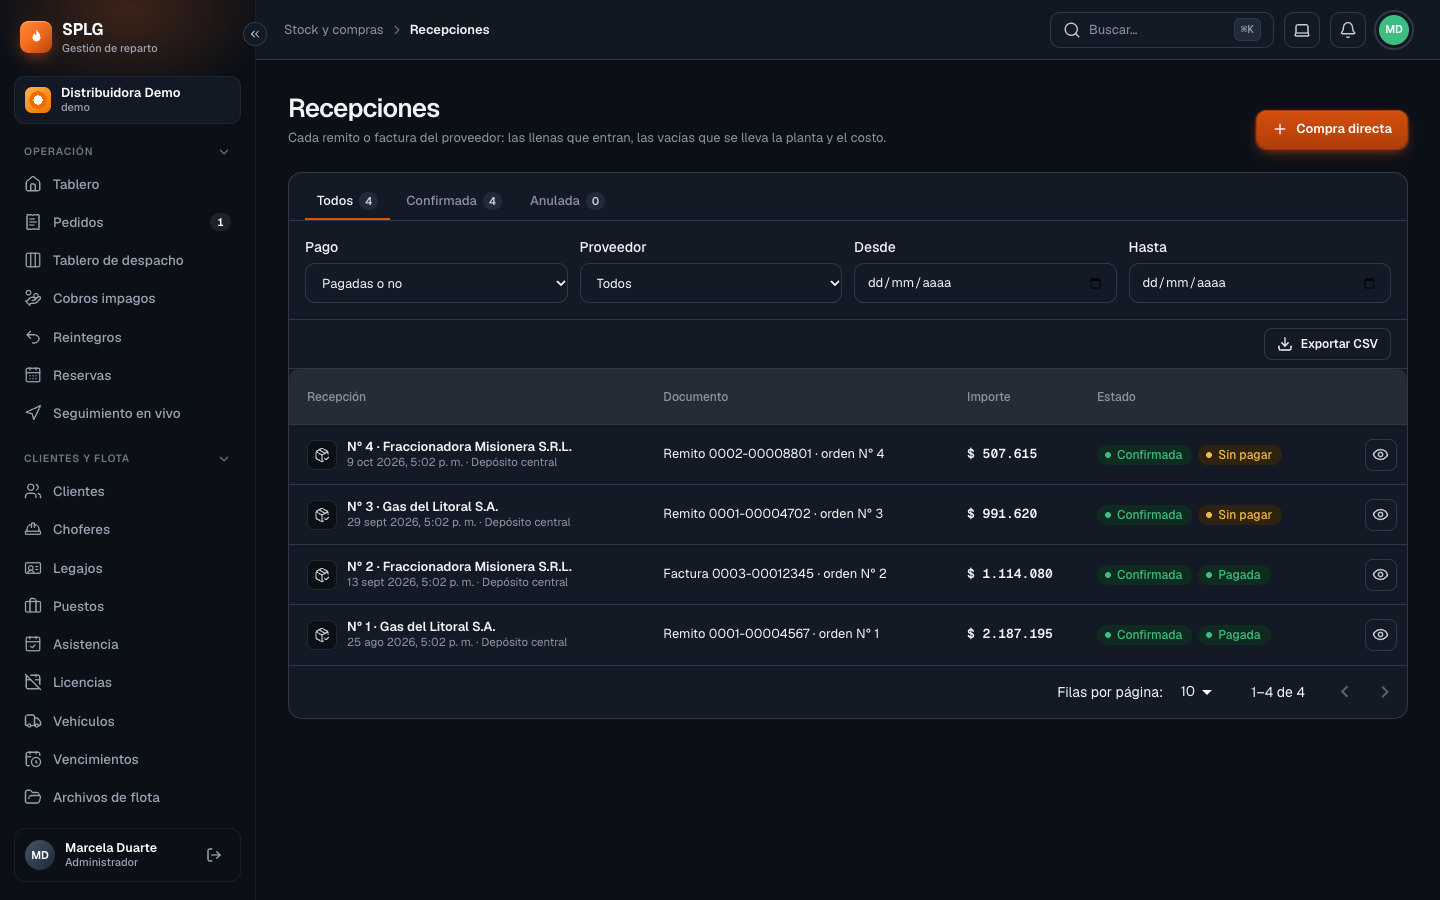 SPLG
Gestión de reparto
Distribuidora Demo
demo
OPERACIÓN
Tablero
Pedidos 1
Tablero de despacho
Cobros impagos
Reintegros
Reservas
Seguimiento en vivo
CLIENTES Y FLOTA
Clientes
Choferes
Legajos
Puestos
Asistencia
Licencias
Vehículos
Vencimientos
Archivos de flota
MD Marcela Duarte
Administrador
Stock y compras > Recepciones
Buscar... ⌘K
MD
Recepciones
Cada remito o factura del proveedor: las llenas que entran, las vacías que se lleva la planta y el costo.
+ Compra directa
Todos 4 Confirmada 4 Anulada 0
Pago Proveedor Desde Hasta
Pagadas o no Todos dd/mm/aaaa dd/mm/aaaa
Exportar CSV
Recepción Documento Importe Estado
N° 4 · Fraccionadora Misionera S.R.L.
9 oct 2026, 5:02 p. m. · Depósito central
Remito 0002-00008801 · orden N° 4 $ 507.615 Confirmada Sin pagar
N° 3 · Gas del Litoral S.A.
29 sept 2026, 5:02 p. m. · Depósito central
Remito 0001-00004702 · orden N° 3 $ 991.620 Confirmada Sin pagar
N° 2 · Fraccionadora Misionera S.R.L.
13 sept 2026, 5:02 p. m. · Depósito central
Factura 0003-00012345 · orden N° 2 $ 1.114.080 Confirmada Pagada
N° 1 · Gas del Litoral S.A.
25 ago 2026, 5:02 p. m. · Depósito central
Remito 0001-00004567 · orden N° 1 $ 2.187.195 Confirmada Pagada
Filas por página: 10 1–4 de 4